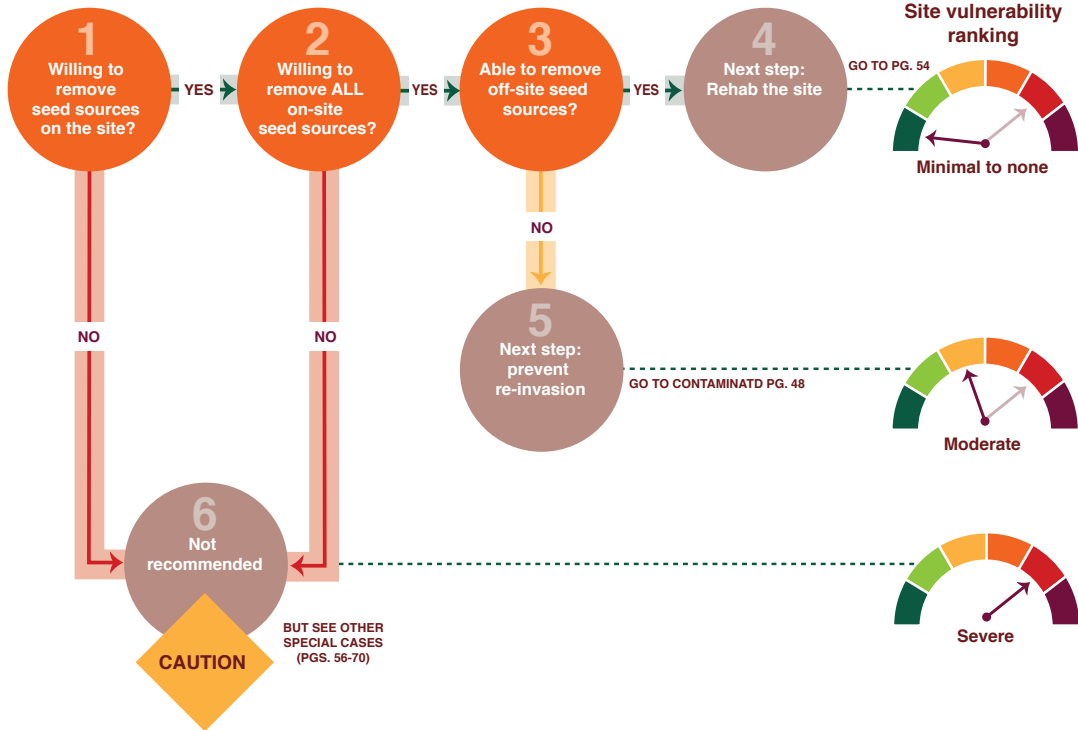 Site vulnerability
ranking
1
Willing to
remove
seed sources
on the site?
YES
2
Willing to
remove ALL
on-site
seed sources?
YES
3
Able to remove
off-site seed
sources?
YES
4
Next step:
Rehab the site
GO TO PG. 54
Minimal to none
NO
5
Next step:
prevent
re-invasion
GO TO CONTAMINATD PG. 48
Moderate
NO
NO
6
Not
recommended
CAUTION
BUT SEE OTHER
SPECIAL CASES
(PGS. 56-70)
Severe